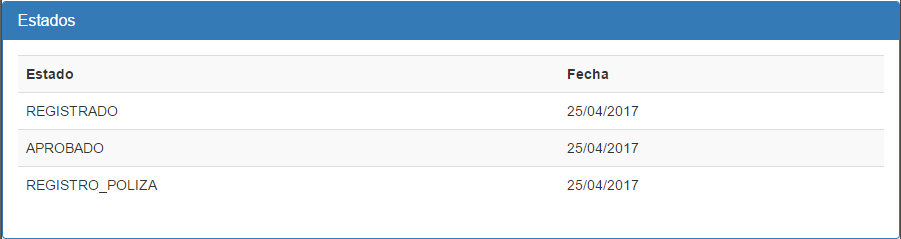 Estados
Estado Fecha
REGISTRADO 25/04/2017
APROBADO 25/04/2017
REGISTRO_POLIZA 25/04/2017